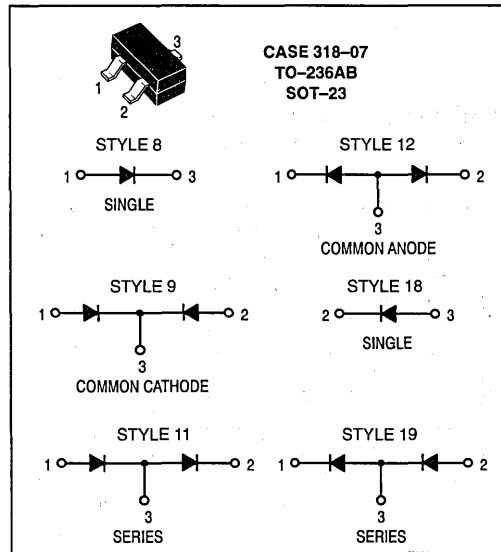 3
CASE 318–07
TO–236AB
SOT–23
1
2
STYLE 8
1 3
SINGLE
STYLE 12
1 2
3
COMMON ANODE
STYLE 9
1 2
3
COMMON CATHODE
STYLE 18
2 3
SINGLE
STYLE 11
1 2
3
SERIES
STYLE 19
1 2
3
SERIES